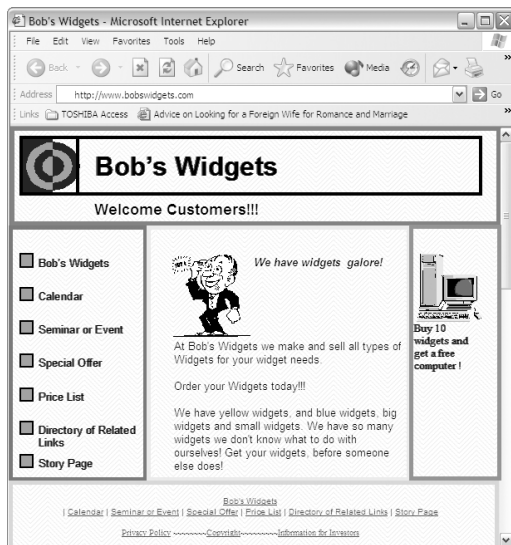 Bob's Widgets - Microsoft Internet Explorer
File Edit View Favorites Tools Help
Back Search Favorites Media
Address http://www.bobswidgets.com Go
Links TOSHIBA Access Advice on Looking for a Foreign Wife for Romance and Marriage
Bob's Widgets
Welcome Customers!!!
Bob's Widgets
Calendar
Seminar or Event
Special Offer
Price List
Directory of Related
Links
Story Page
We have widgets galore!
At Bob's Widgets we make and sell all types of
Widgets for your widget needs.
Order your Widgets today!!!
We have yellow widgets, and blue widgets, big
widgets and small widgets. We have so many
widgets we don't know what to do with
ourselves! Get your widgets, before someone
else does!
Buy 10
widgets and
get a free
computer !
Bob's Widgets
| Calendar | Seminar or Event | Special Offer | Price List | Directory of Related Links | Story Page
Privacy Policy ~~~~~~~~Copyright~~~~~~~~~Information for Investors